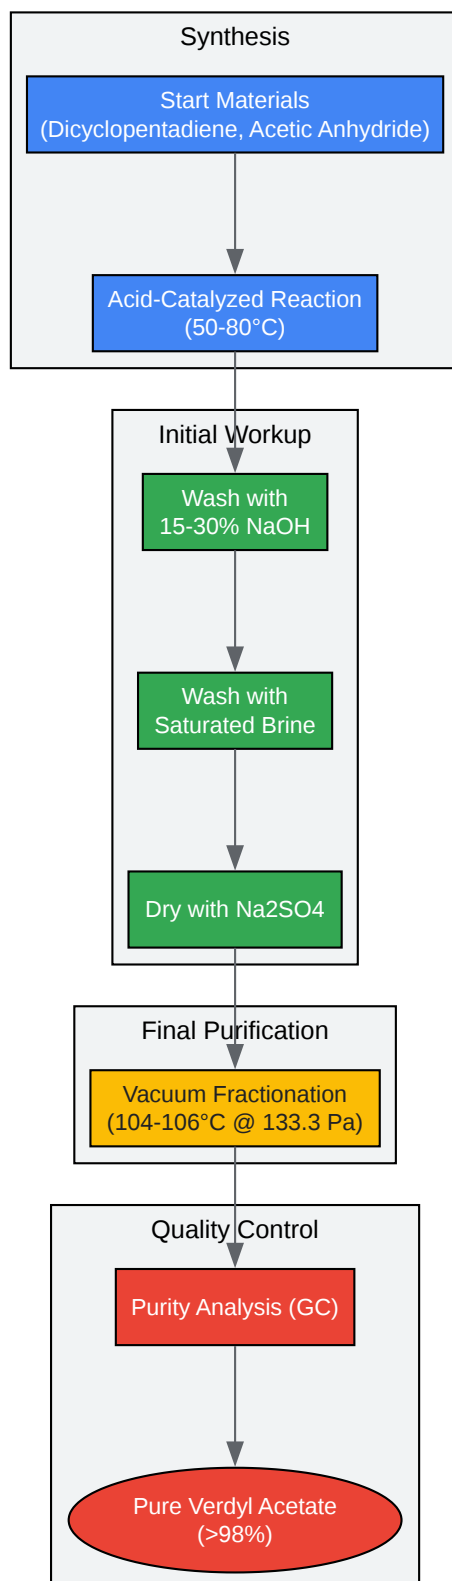 Synthesis
Start Materials
(Dicyclopentadiene, Acetic Anhydride)
Acid-Catalyzed Reaction
(50-80°C)
Initial Workup
Wash with
15-30% NaOH
Wash with
Saturated Brine
Dry with Na2SO4
Final Purification
Vacuum Fractionation
(104-106°C @ 133.3 Pa)
Quality Control
Purity Analysis (GC)
Pure Verdyl Acetate
(>98%)